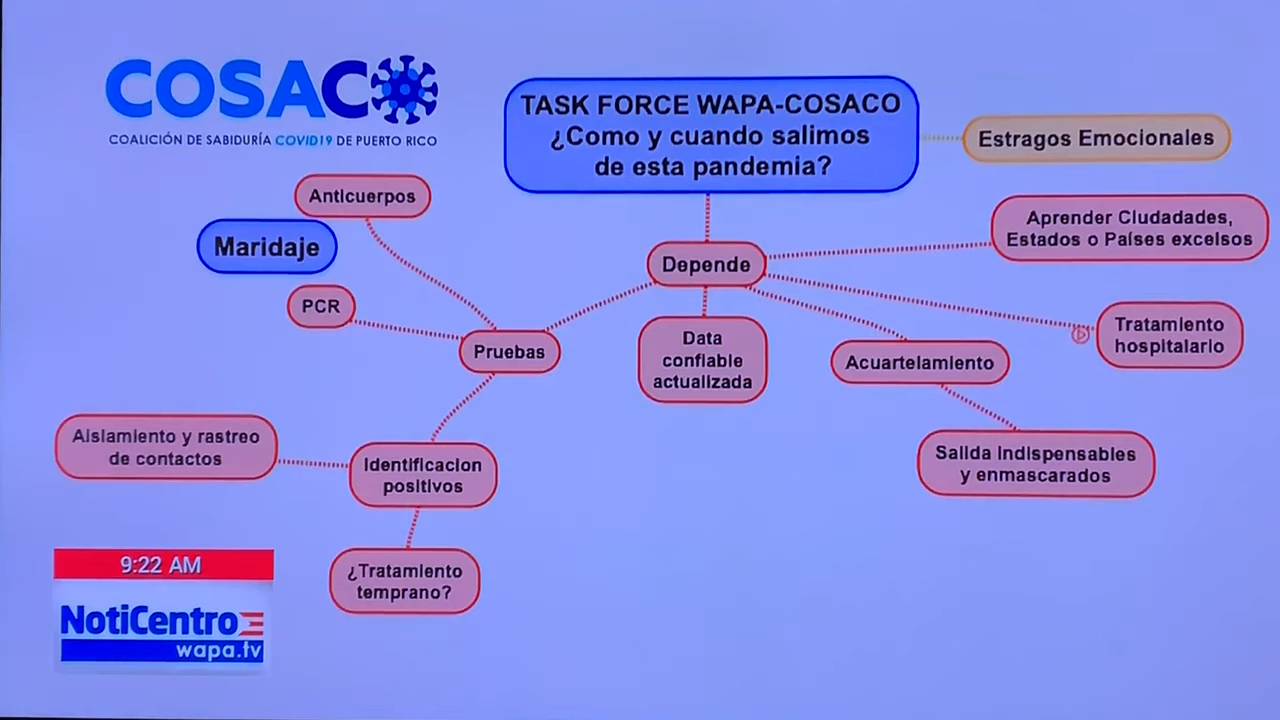 COSACO
COALICIÓN DE SABIDURÍA COVID19 DE PUERTO RICO
TASK FORCE WAPA-COSACO
¿Como y cuando salimos
de esta pandemia?
Estragos Emocionales
Anticuerpos
Maridaje
PCR
Pruebas
Depende
Aprender Ciudadades,
Estados o Países excelsos
Data
confiable
actualizada
Acuartelamiento
Tratamiento
hospitalario
Salida indispensables
y enmascarados
Aislamiento y rastreo
de contactos
Identificacion
positivos
¿Tratamiento
temprano?
9:22 AM
NotiCentro
wapa.tv